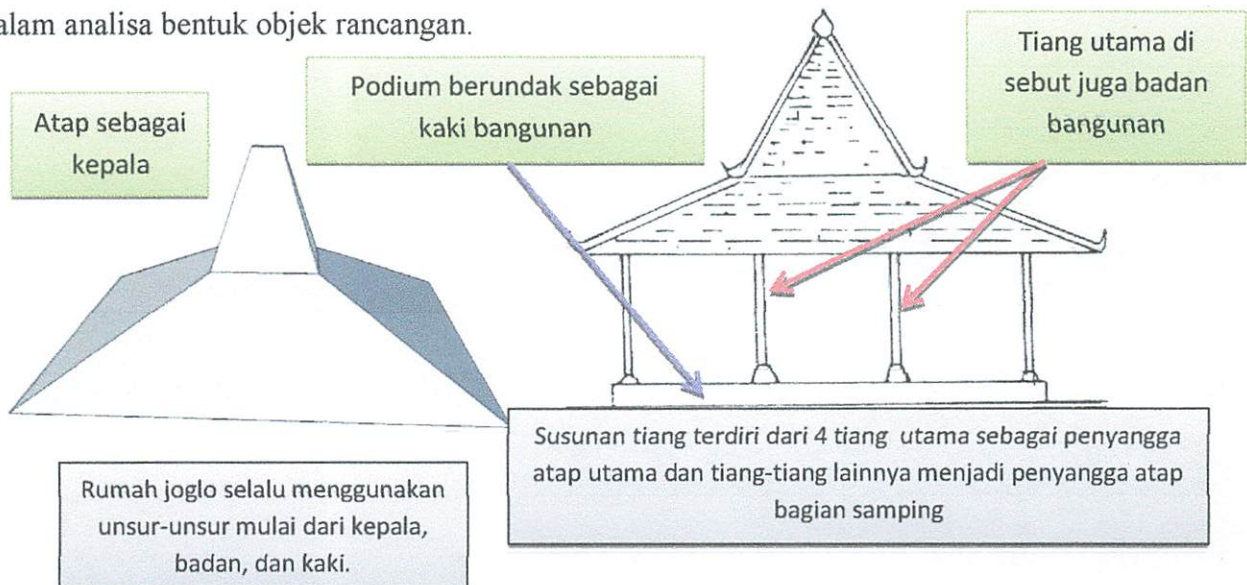 alam analisa bentuk objek rancangan.
Atap sebagai
kepala
Podium berundak sebagai
kaki bangunan
Tiang utama di
sebut juga badan
bangunan
Susunan tiang terdiri dari 4 tiang utama sebagai penyangga
atap utama dan tiang-tiang lainnya menjadi penyangga atap
bagian samping
Rumah joglo selalu menggunakan
unsur-unsur mulai dari kepala,
badan, dan kaki.